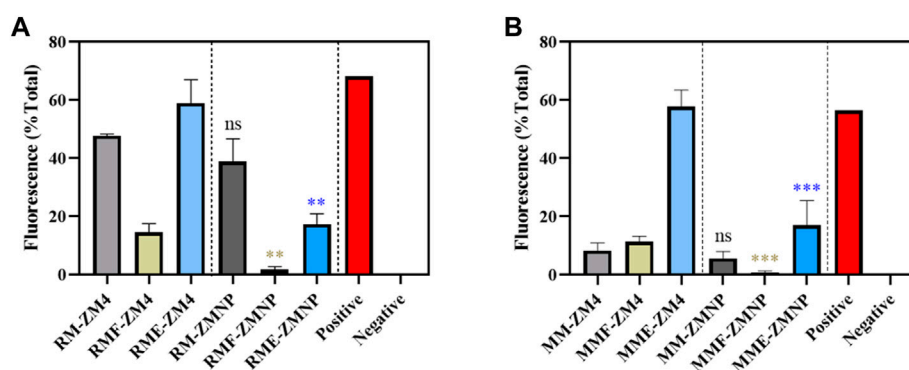 A
Fluorescence (% Total)
80
60
40
20
0
ns
**
**
RM-ZM4
RMF-ZM4
RME-ZM4
RM-ZMNP
RMF-ZMNP
RME-ZMNP
Positive
Negative
B
Fluorescence (% Total)
80
60
40
20
0
ns
***
***
MM-ZM4
MMF-ZM4
MME-ZM4
MM-ZMNP
MMF-ZMNP
MME-ZMNP
Positive
Negative